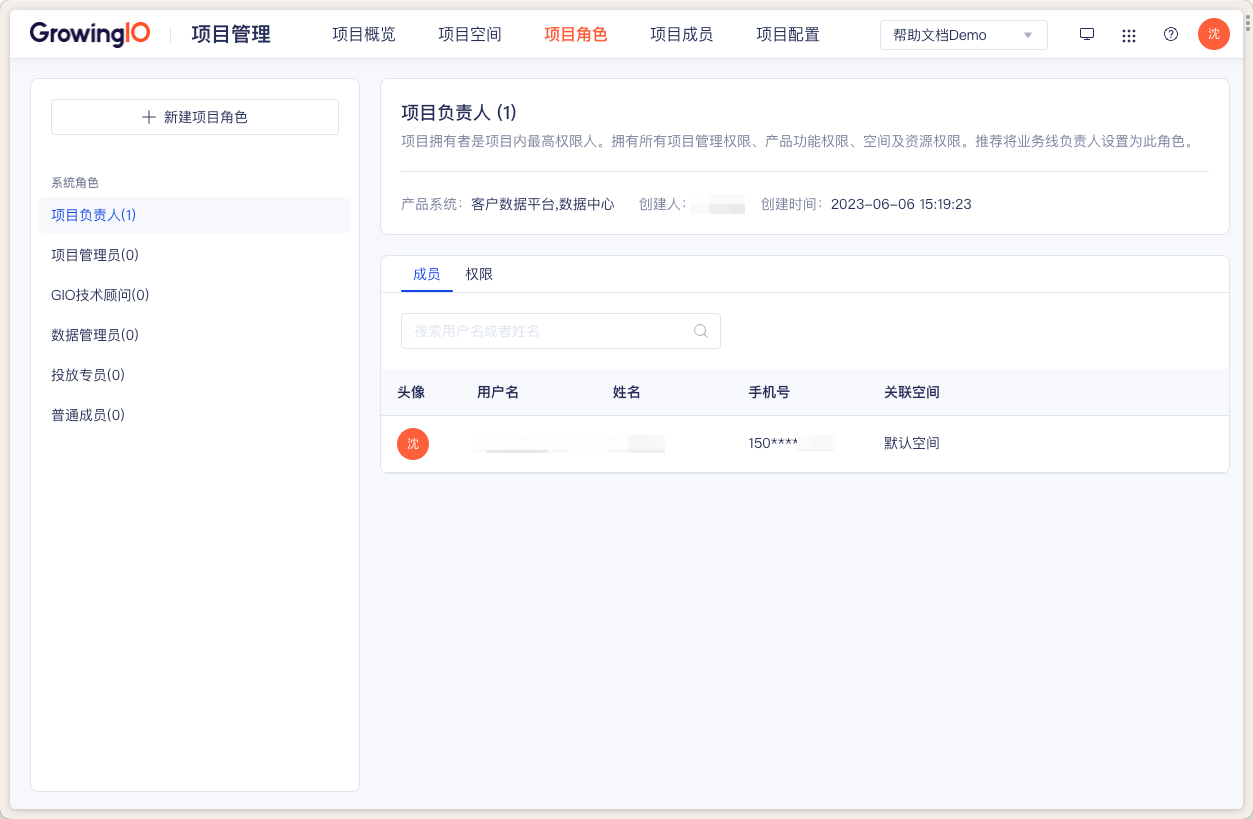 GrowingIO 项目管理 项目概览 项目空间 项目角色 项目成员 项目配置 帮助文档Demo 沈
新建项目角色
系统角色
项目负责人(1)
项目管理员(0)
GIO技术顾问(0)
数据管理员(0)
投放专员(0)
普通成员(0)
项目负责人 (1)
项目拥有者是项目内最高权限人。拥有所有项目管理权限、产品功能权限、空间及资源权限。推荐将业务线负责人设置为此角色。
产品系统: 客户数据平台,数据中心 创建人: 创建时间: 2023-06-06 15:19:23
成员 权限
搜索用户名或者姓名
头像 用户名 姓名 手机号 关联空间
沈 150**** 默认空间